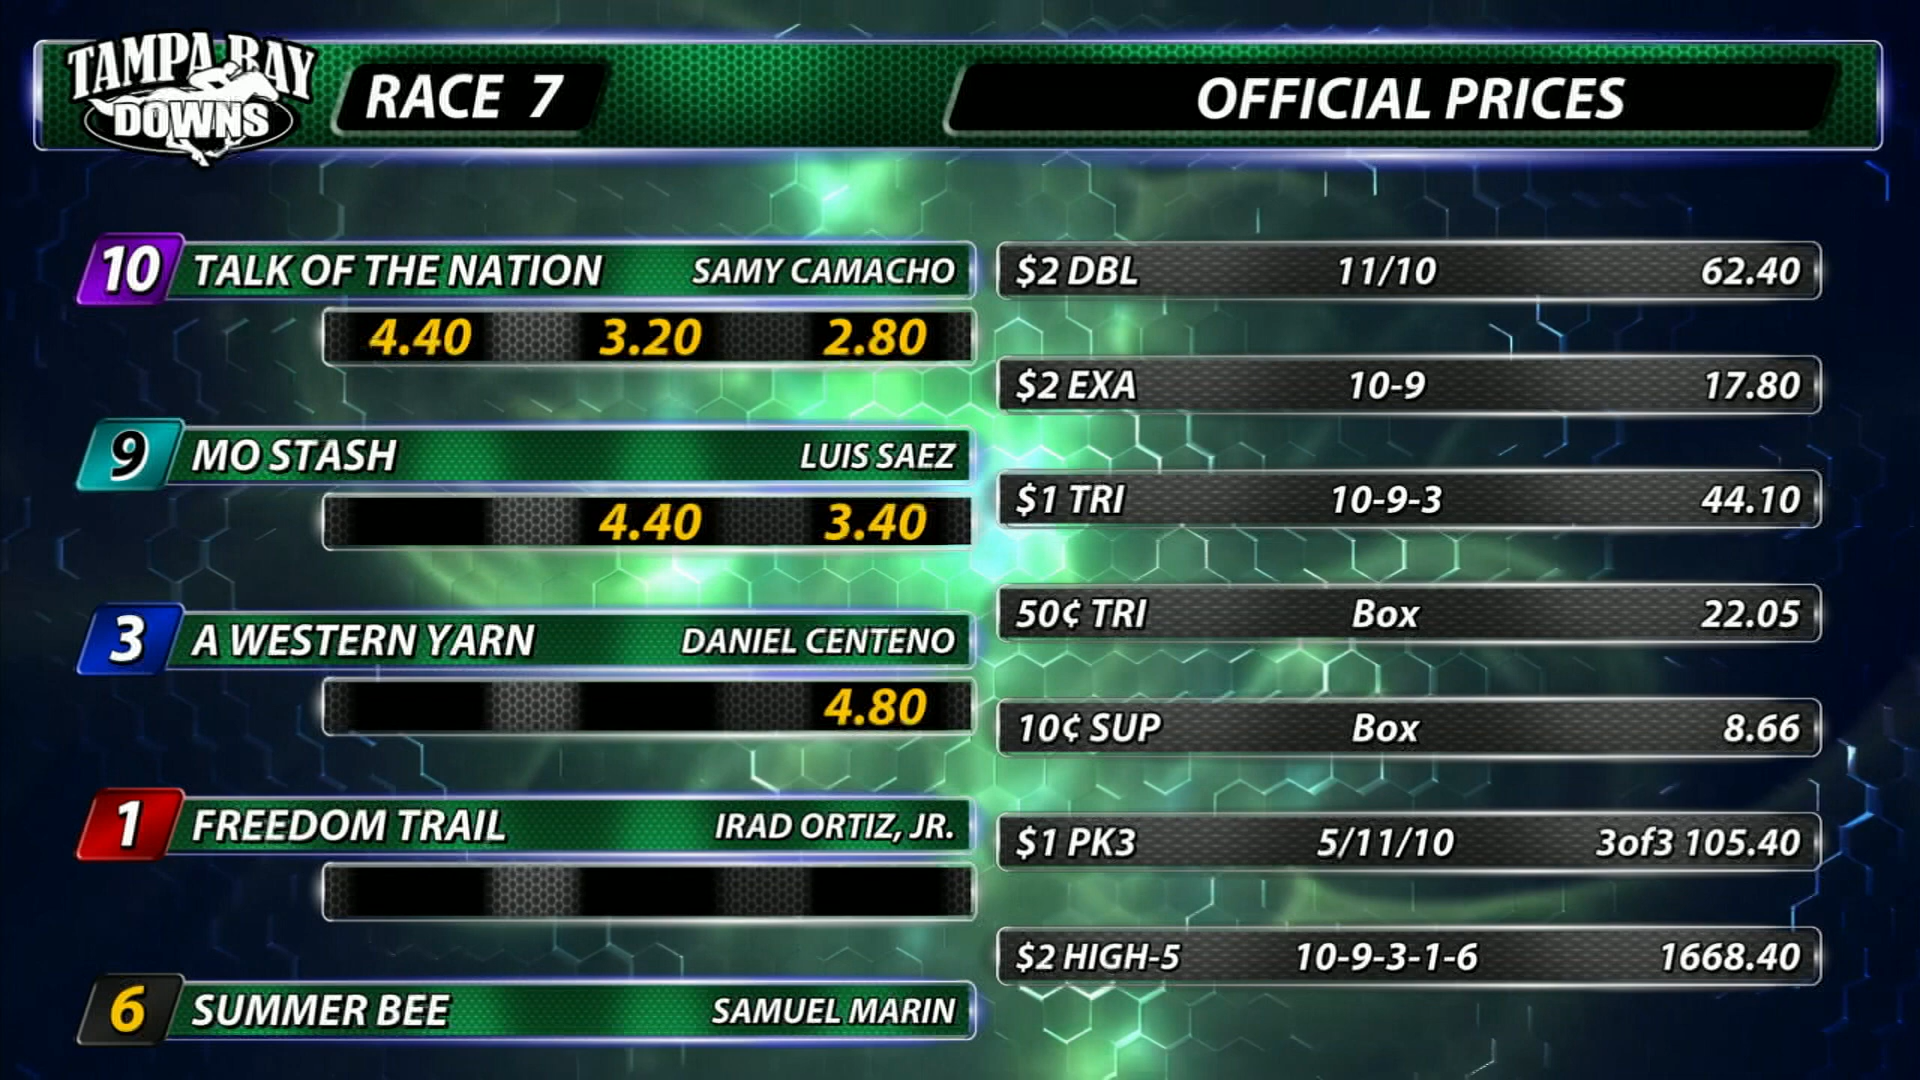 TAMPA BAY
DOWNS
RACE 7
OFFICIAL PRICES
10 TALK OF THE NATION SAMY CAMACHO
4.40 3.20 2.80
9 MO STASH LUIS SAEZ
4.40 3.40
3 A WESTERN YARN DANIEL CENTENO
4.80
1 FREEDOM TRAIL IRAD ORTIZ, JR.
6 SUMMER BEE SAMUEL MARIN
$2 DBL 11/10 62.40
$2 EXA 10-9 17.80
$1 TRI 10-9-3 44.10
50¢ TRI Box 22.05
10¢ SUP Box 8.66
$1 PK3 5/11/10 3of3 105.40
$2 HIGH-5 10-9-3-1-6 1668.40